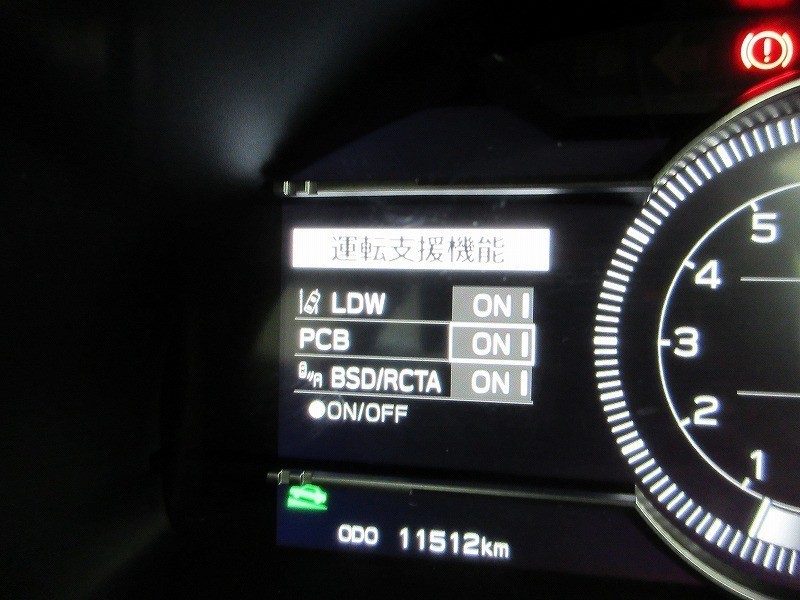 運転支援機能
LDW ON
PCB ON
BSD/RCTA ON
●ON/OFF
ODO 11512km
5
4
3
2
1